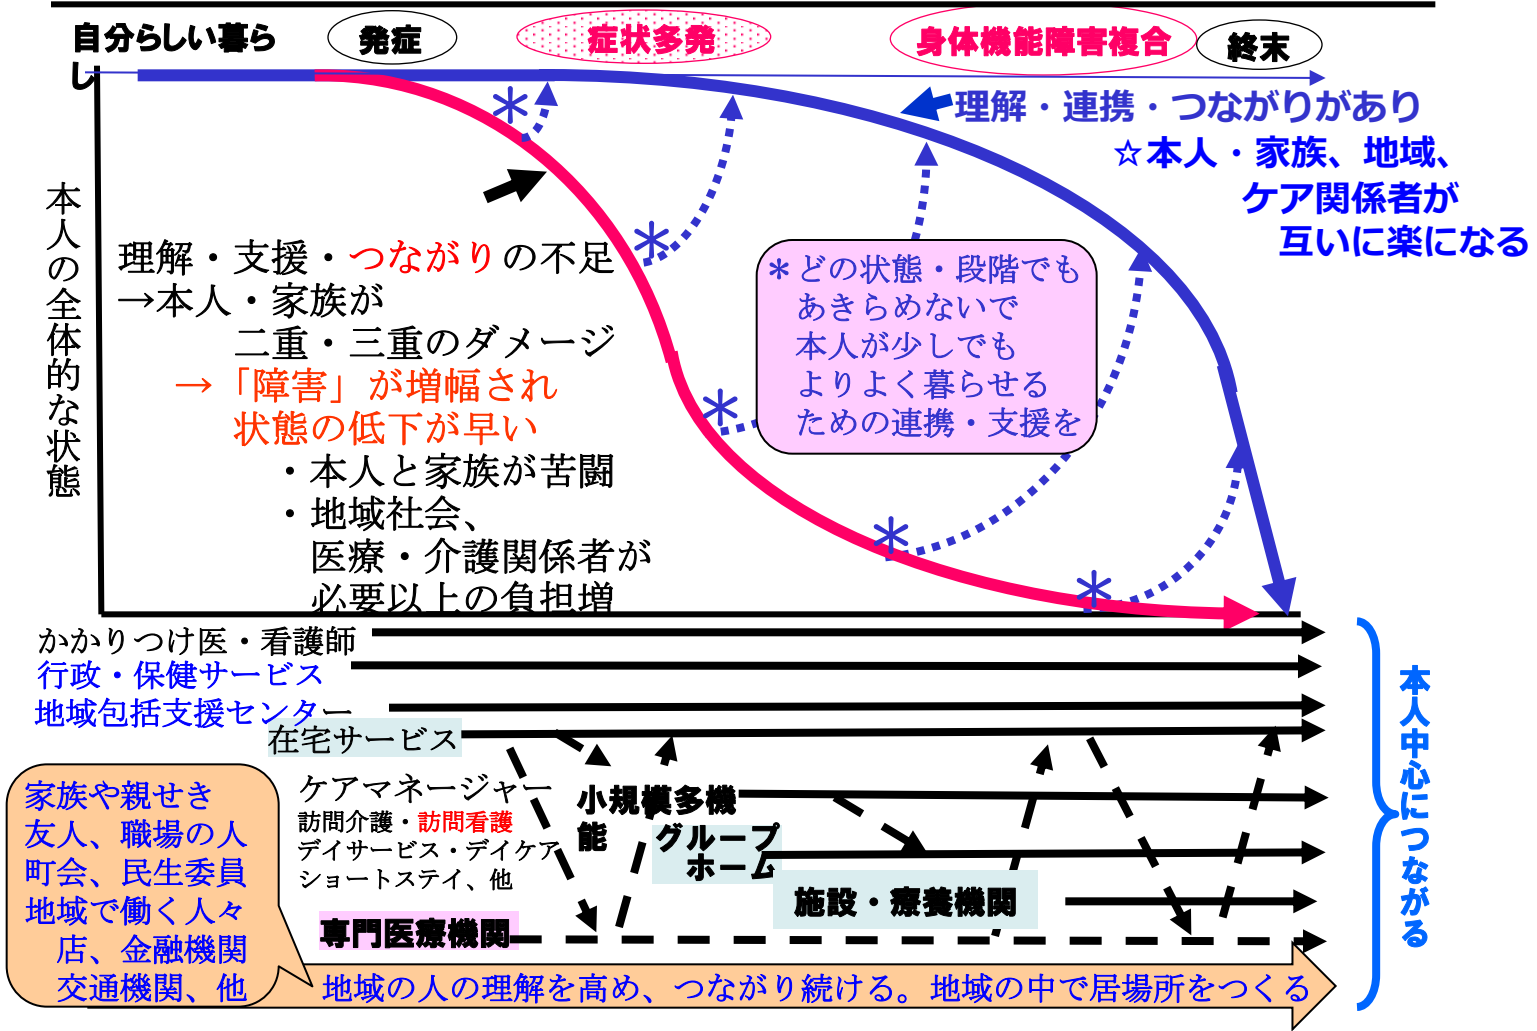 自分らしい暮ら
し
発症
症状多発
身体機能障害複合
終末
理解・連携・つながりがあり
☆本人・家族、地域、
ケア関係者が
互いに楽になる
本人の全体的な状態
理解・支援・つながりの不足
→本人・家族が
二重・三重のダメージ
→「障害」が増幅され
状態の低下が早い
・本人と家族が苦闘
・地域社会、
医療・介護関係者が
必要以上の負担増
＊どの状態・段階でも
あきらめないで
本人が少しでも
よりよく暮らせる
ための連携・支援を
＊
＊
＊
＊
＊
かかりつけ医・看護師
行政・保健サービス
地域包括支援センター
在宅サービス
ケアマネージャー
訪問介護・訪問看護
デイサービス・デイケア
ショートステイ、他
小規模多機
能
グループ
ホーム
施設・療養機関
専門医療機関
家族や親せき
友人、職場の人
町会、民生委員
地域で働く人々
店、金融機関
交通機関、他
地域の人の理解を高め、つながり続ける。地域の中で居場所をつくる
本人中心につながる